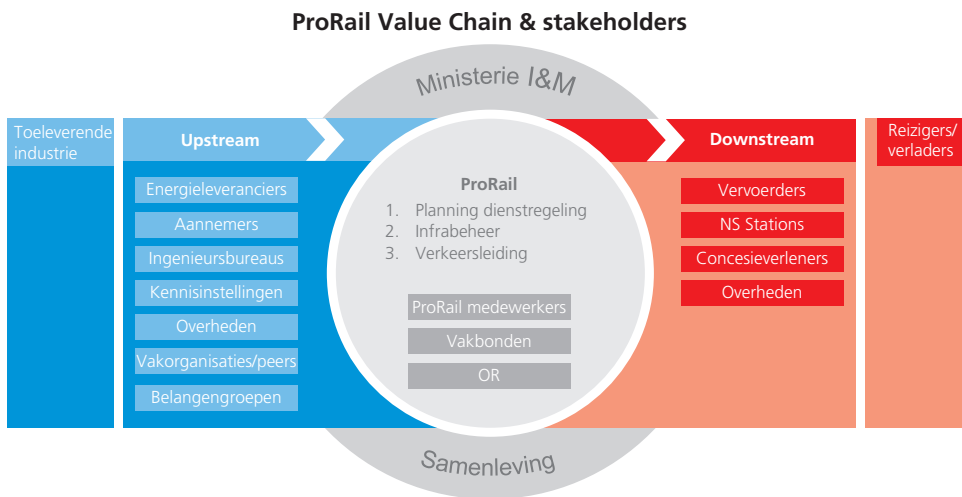 ProRail Value Chain & stakeholders
Ministerie I&M
Toeleverende
industrie
Upstream
Energieleveranciers
Aannemers
Ingenieursbureaus
Kennisinstellingen
Overheden
Vakorganisaties/peers
Belangengroepen
ProRail
1. Planning dienstregeling
2. Infrabeheer
3. Verkeersleiding
ProRail medewerkers
Vakbonden
OR
Downstream
Vervoerders
NS Stations
Concesieverleners
Overheden
Reizigers/
verladers
Samenleving